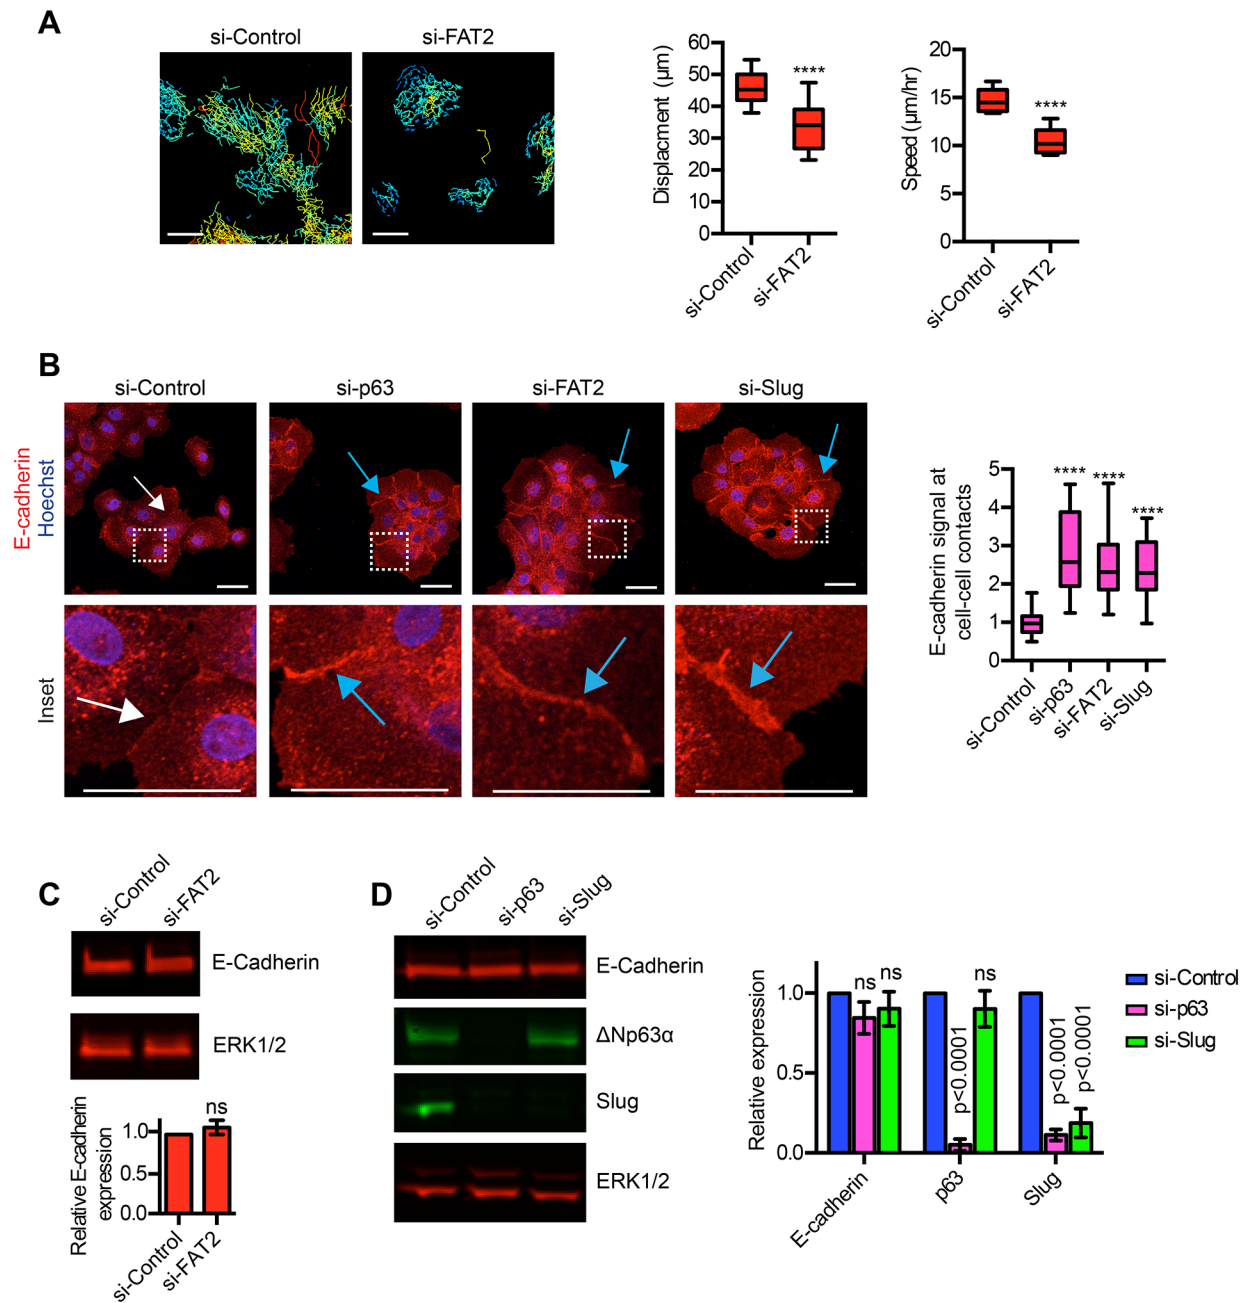 A
si-Control
si-FAT2
Displacment (µm)
60
50
40
30
20
10
0
****
si-Control
si-FAT2
Speed (µm/hr)
20
15
10
5
0
****
si-Control
si-FAT2
B
si-Control
si-p63
si-FAT2
si-Slug
E-cadherin
Hoechst
Inset
E-cadherin signal at
cell-cell contacts
5
4
3
2
1
0
****
****
****
si-Control
si-p63
si-FAT2
si-Slug
C
si-Control
si-FAT2
E-Cadherin
ERK1/2
Relative E-cadherin
expression
1.0
0.5
0.0
ns
si-Control
si-FAT2
D
si-Control
si-p63
si-Slug
E-Cadherin
ΔNp63α
Slug
ERK1/2
Relative expression
1.0
0.5
0.0
ns
ns
p<0.0001
ns
p<0.0001
p<0.0001
E-cadherin
p63
Slug
si-Control
si-p63
si-Slug